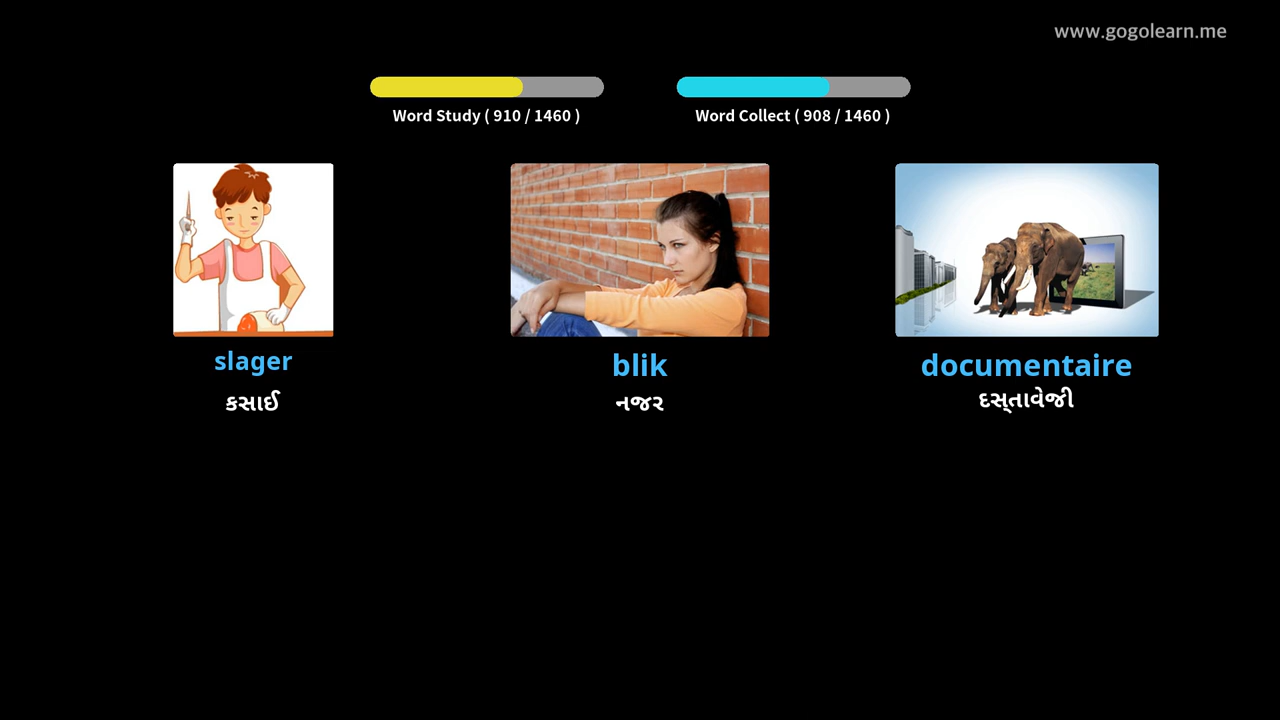 www.gogolearn.me
Word Study ( 910 / 1460 )
Word Collect ( 908 / 1460 )
slager
blik
documentaire
કસાઈ
નજર
દસ્તાવેજી